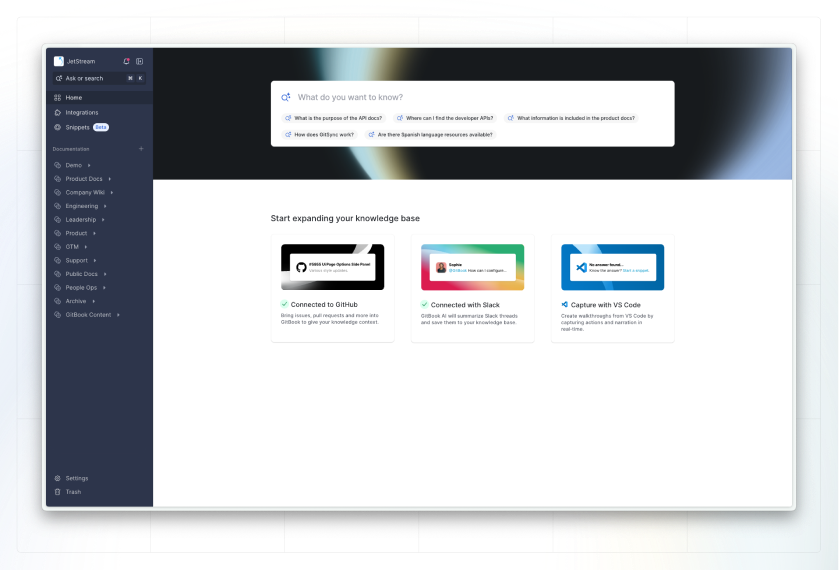 JetStream
Ask or search ⌘ K
Home
Integrations
Snippets Beta
Documentation +
Demo
Product Docs
Company Wiki
Engineering
Leadership
Product
GTM
Support
Public Docs
People Ops
Archive
GitBook Content
Settings
Trash
What do you want to know?
What is the purpose of the API docs? Where can I find the developer APIs? What information is included in the product docs?
How does GitSync work? Are there Spanish language resources available?
Start expanding your knowledge base
#5655 UI/Page Options Side Panel
various style updates
Connected to GitHub
Bring issues, pull requests and more into
GitBook to give your knowledge context.
Sophie
@GitBook How can I configure...
Connected with Slack
GitBook AI will summarize Slack threads
and save them to your knowledge base.
No answer found...
Know the answer? Start a snippet.
Capture with VS Code
Create walkthroughs from VS Code by
capturing actions and narration in
real-time.